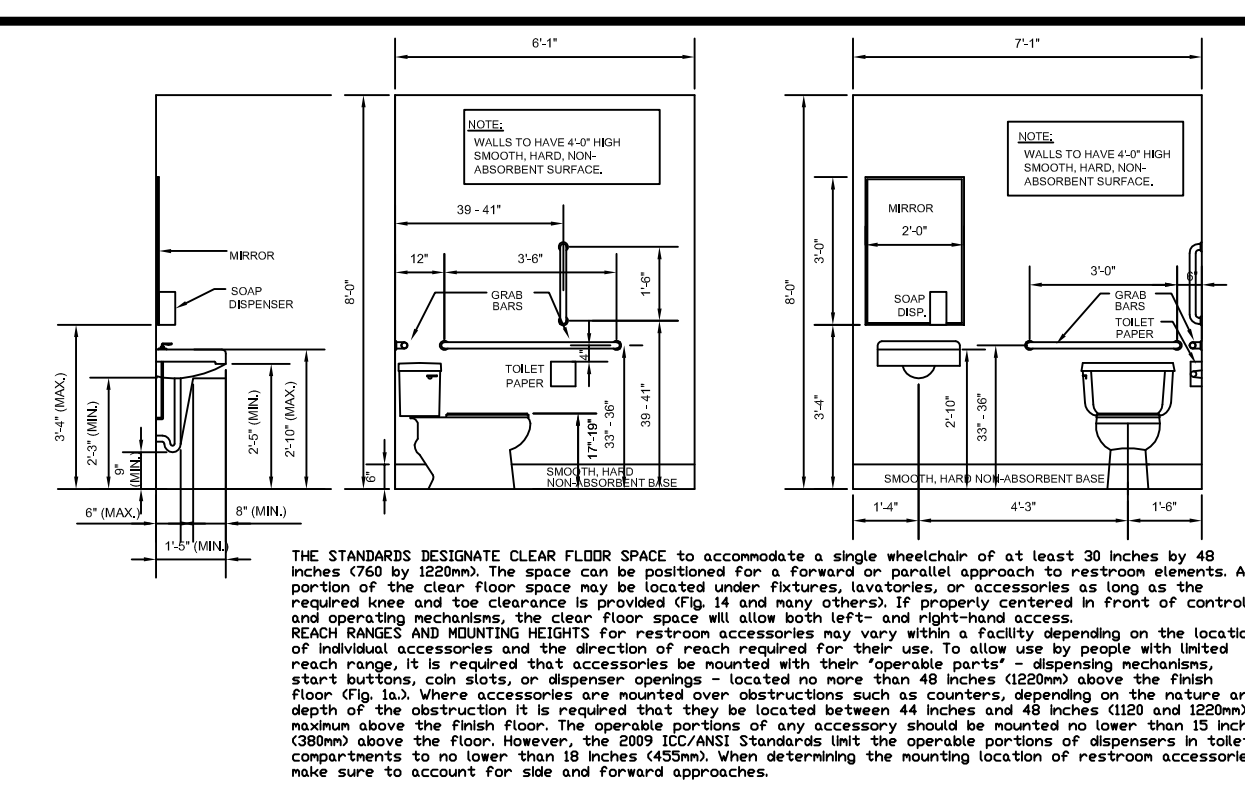 6'-1"
7'-1"
NOTE:
WALLS TO HAVE 4'-0" HIGH
SMOOTH, HARD, NON-
ABSORBENT SURFACE.
NOTE:
WALLS TO HAVE 4'-0" HIGH
SMOOTH, HARD, NON-
ABSORBENT SURFACE.
MIRROR
SOAP
DISPENSER
3'-4" (MAX.)
2'-3" (MIN.)
9"
(MIN.)
2'-5" (MIN.)
2'-10" (MAX.)
6" (MAX.)
8" (MIN.)
1'-5" (MIN.)
8'-0"
39 - 41"
12"
3'-6"
1'-6"
GRAB
BARS
4"
TOILET
PAPER
17"-19"
33" - 36"
39 - 41"
6"
SMOOTH, HARD
NON-ABSORBENT BASE
8'-0"
3'-0"
MIRROR
2'-0"
SOAP
DISP.
3'-0"
6"
GRAB
BARS
TOILET
PAPER
3'-4"
2'-10"
33" - 36"
SMOOTH, HARD NON-ABSORBENT BASE
1'-4"
4'-3"
1'-6"
THE STANDARDS DESIGNATE CLEAR FLOOR SPACE to accommodate a single wheelchair of at least 30 inches by 48
inches (760 by 1220mm). The space can be positioned for a forward or parallel approach to restroom elements. A
portion of the clear floor space may be located under fixtures, lavatories, or accessories as long as the
required knee and toe clearance is provided (Fig. 14 and many others). If properly centered in front of control
and operating mechanisms, the clear floor space will allow both left- and right-hand access.
REACH RANGES AND MOUNTING HEIGHTS for restroom accessories may vary within a facility depending on the locatio
of individual accessories and the direction of reach required for their use. To allow use by people with limited
reach range, it is required that accessories be mounted with their "operable parts" - dispensing mechanisms,
start buttons, coin slots, or dispenser openings - located no more than 48 inches (1220mm) above the finish
floor (Fig. 1a.). Where accessories are mounted over obstructions such as counters, depending on the nature an
depth of the obstruction it is required that they be located between 44 inches and 48 inches (1120 and 1220mm)
maximum above the finish floor. The operable portions of any accessory should be mounted no lower than 15 inch
(380mm) above the floor. However, the 2009 ICC/ANSI Standards limit the operable portions of dispensers in toilet
compartments to no lower than 18 inches (455mm). When determining the mounting location of restroom accessorie
make sure to account for side and forward approaches.